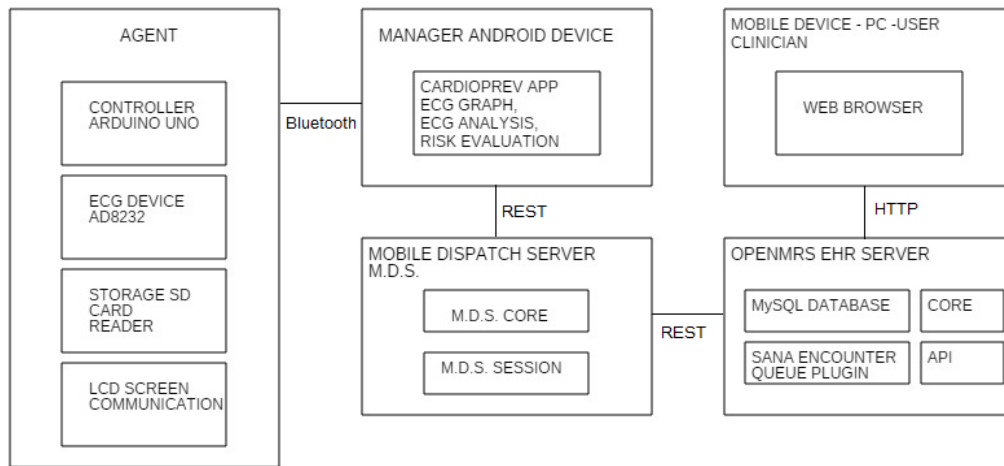 AGENT
CONTROLLER
ARDUINO UNO
ECG DEVICE
AD8232
STORAGE SD
CARD
READER
LCD SCREEN
COMMUNICATION
Bluetooth
MANAGER ANDROID DEVICE
CARDIOPREV APP
ECG GRAPH,
ECG ANALYSIS,
RISK EVALUATION
REST
MOBILE DISPATCH SERVER
M.D.S.
M.D.S. CORE
M.D.S. SESSION
REST
MOBILE DEVICE - PC -USER
CLINICIAN
WEB BROWSER
HTTP
OPENMRS EHR SERVER
MySQL DATABASE
CORE
SANA ENCOUNTER
QUEUE PLUGIN
API